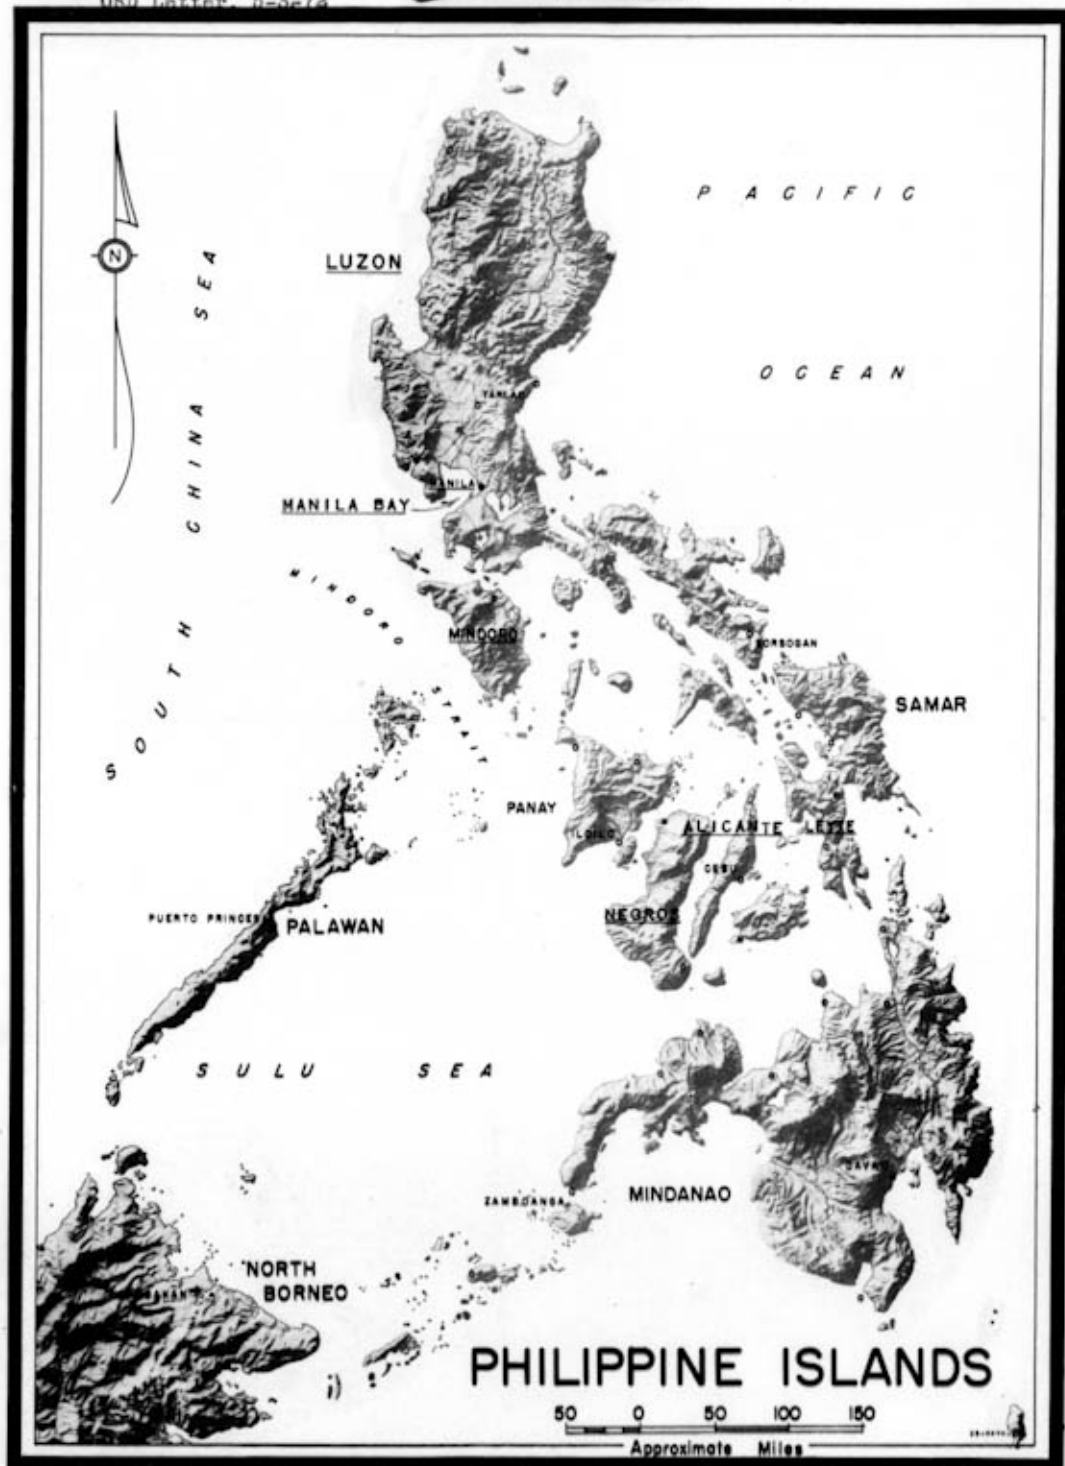 PACIFIC
LUZON
OCEAN
SOUTH CHINA SEA
TARLAC
MANILA
MANILA BAY
MINDORO STRAIT
MINDORO
SORSOGAN
SAMAR
PANAY
ALICANTE
LEYTE
ILOILO
CEBU
NEGROS
PUERTO PRINCES
PALAWAN
SULU SEA
DAVAO
ZAMBOANGA
MINDANAO
NORTH
BORNEO
N
PHILIPPINE ISLANDS
50 0 50 100 150
Approximate Miles